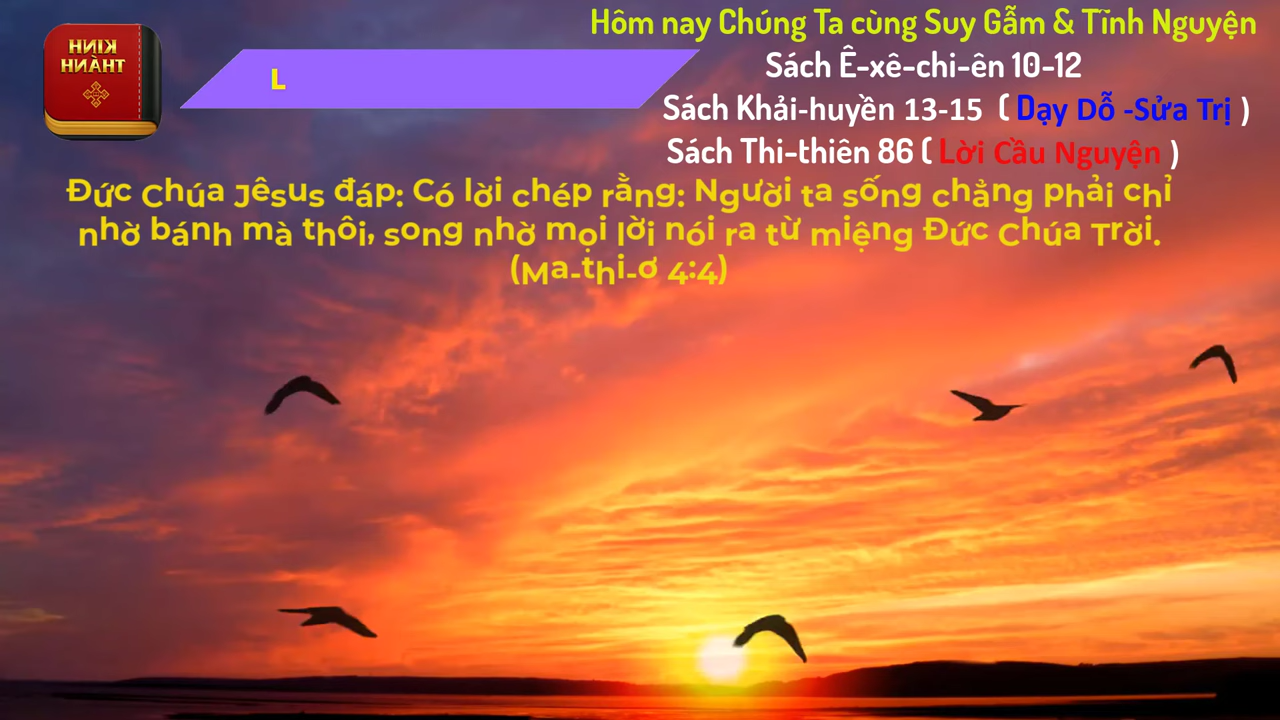 KINH
THÁNH
L
Hôm nay Chúng Ta cùng Suy Gẫm & Tĩnh Nguyện
Sách Ê-xê-chi-ên 10-12
Sách Khải-huyền 13-15 ( Dạy Dỗ -Sửa Trị )
Sách Thi-thiên 86 ( Lời Cầu Nguyện )
Đức Chúa Jêsus đáp: Có lời chép rằng: Người ta sống chẳng phải chỉ
nhờ bánh mà thôi, song nhờ mọi lời nói ra từ miệng Đức Chúa Trời.
(Ma-thi-ơ 4:4)